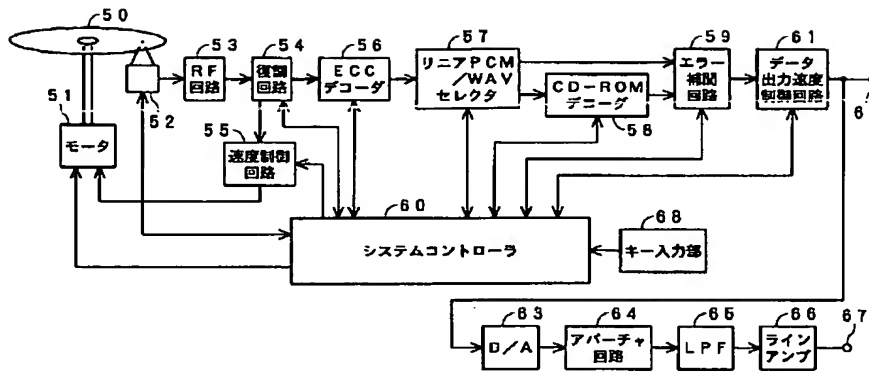 50
53
54
56
57
59
61
RF
回路
復調
回路
ECC
デコーダ
リニアPCM
/WAV
セレクタ
CD-ROM
デコーダ
58
エラー
補間
回路
データ
出力速度
制御回路
6
51
52
55
モータ
速度制御
回路
60
システムコントローラ
68
キー入力部
63
64
65
66
67
D/A
アパーチャ
回路
LPF
ライン
アンプ